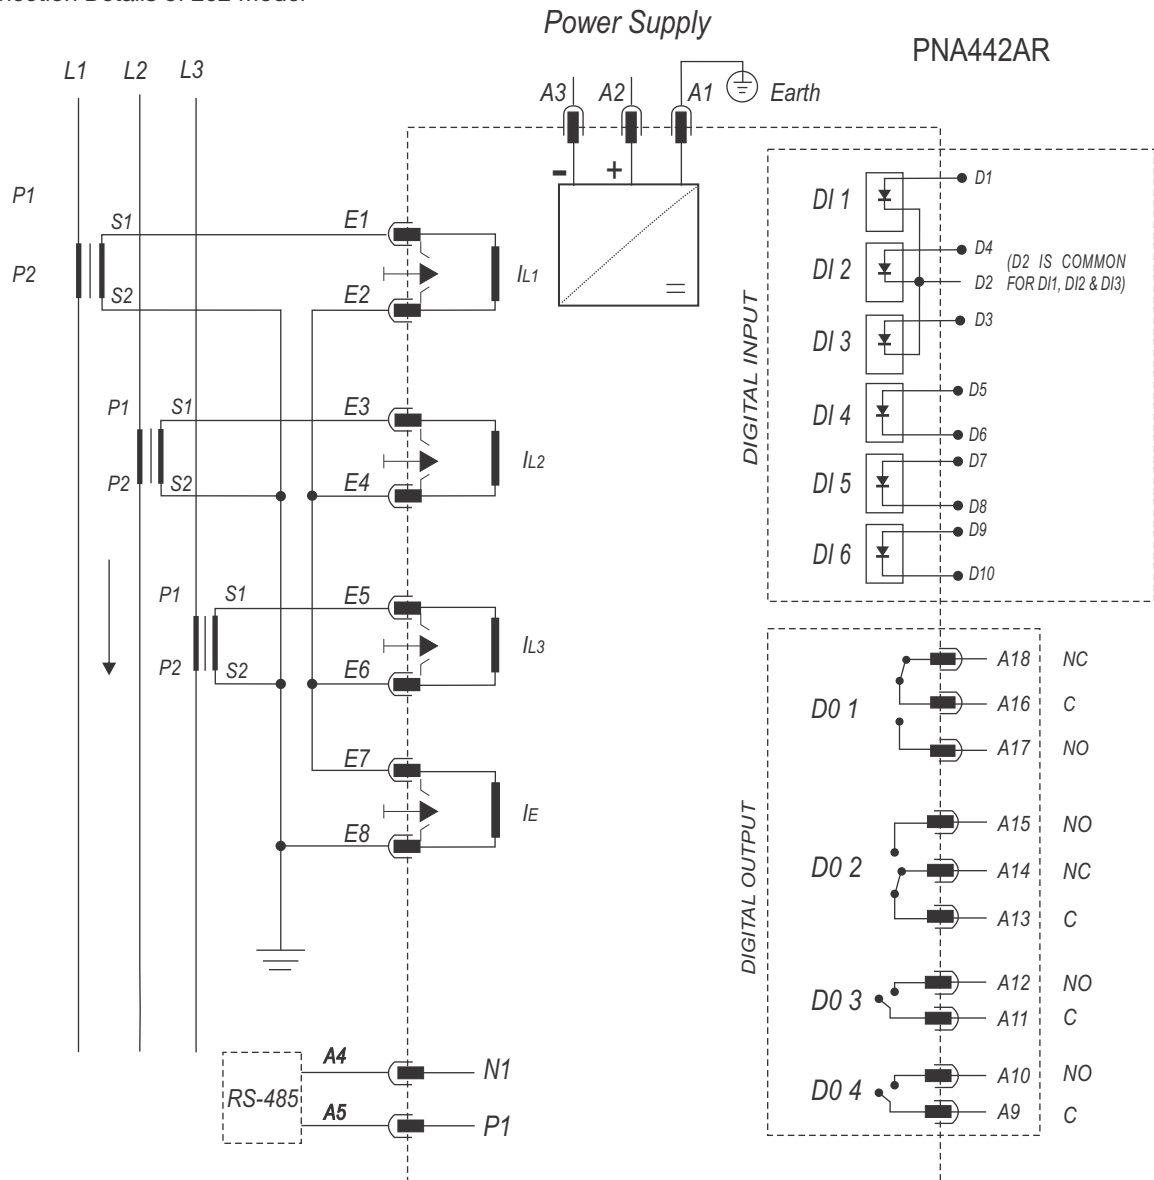 Power Supply
PNA442AR
L1 L2 L3
A3 A2 A1 Earth
- +
P1
S1
P2
S2
E1
E2
IL1
P1 S1
P2 S2
E3
E4
IL2
P1 S1
P2 S2
E5
E6
IL3
E7
E8
IE
RS-485
A4
A5
N1
P1
DIGITAL INPUT
DI 1 D1
DI 2 D4
D2 (D2 IS COMMON
FOR DI1, DI2 & DI3)
DI 3 D3
DI 4 D5
D6
DI 5 D7
D8
DI 6 D9
D10
DIGITAL OUTPUT
D0 1
A18 NC
A16 C
A17 NO
D0 2
A15 NO
A14 NC
A13 C
D0 3
A12 NO
A11 C
D0 4
A10 NO
A9 C